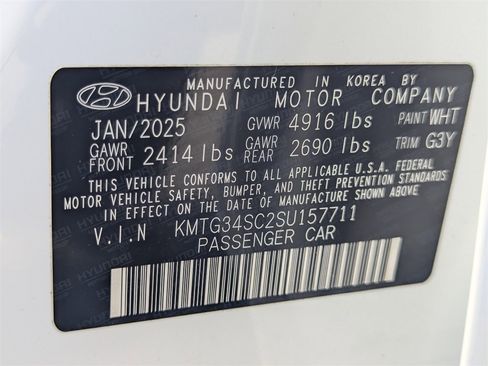 MANUFACTURED IN KOREA BY
HYUNDAI MOTOR COMPANY
JAN/2025 GVWR 4916 lbs PAINT WHT
GAWR FRONT 2414 lbs GAWR REAR 2690 lbs TRIM G3Y
THIS VEHICLE CONFORMS TO ALL APPLICABLE U.S.A. FEDERAL
MOTOR VEHICLE SAFETY, BUMPER, AND THEFT PREVENTION STANDARDS
IN EFFECT ON THE DATE OF MANUFACTURE SHOWN ABOVE.
V.I.N KMTG34SC2SU157711
PASSENGER CAR